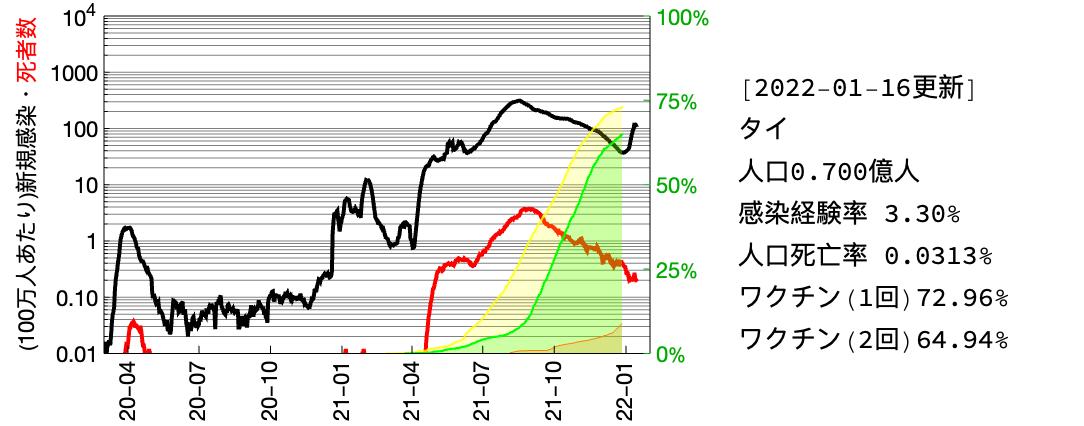 (100万人あたり)新規感染・死者数
10^4
1000
100
10
1
0.10
0.01
100%
75%
50%
25%
0%
20-04
20-07
20-10
21-01
21-04
21-07
21-10
22-01
[2022-01-16更新]
タイ
人口0.700億人
感染経験率 3.30%
人口死亡率 0.0313%
ワクチン(1回)72.96%
ワクチン(2回)64.94%